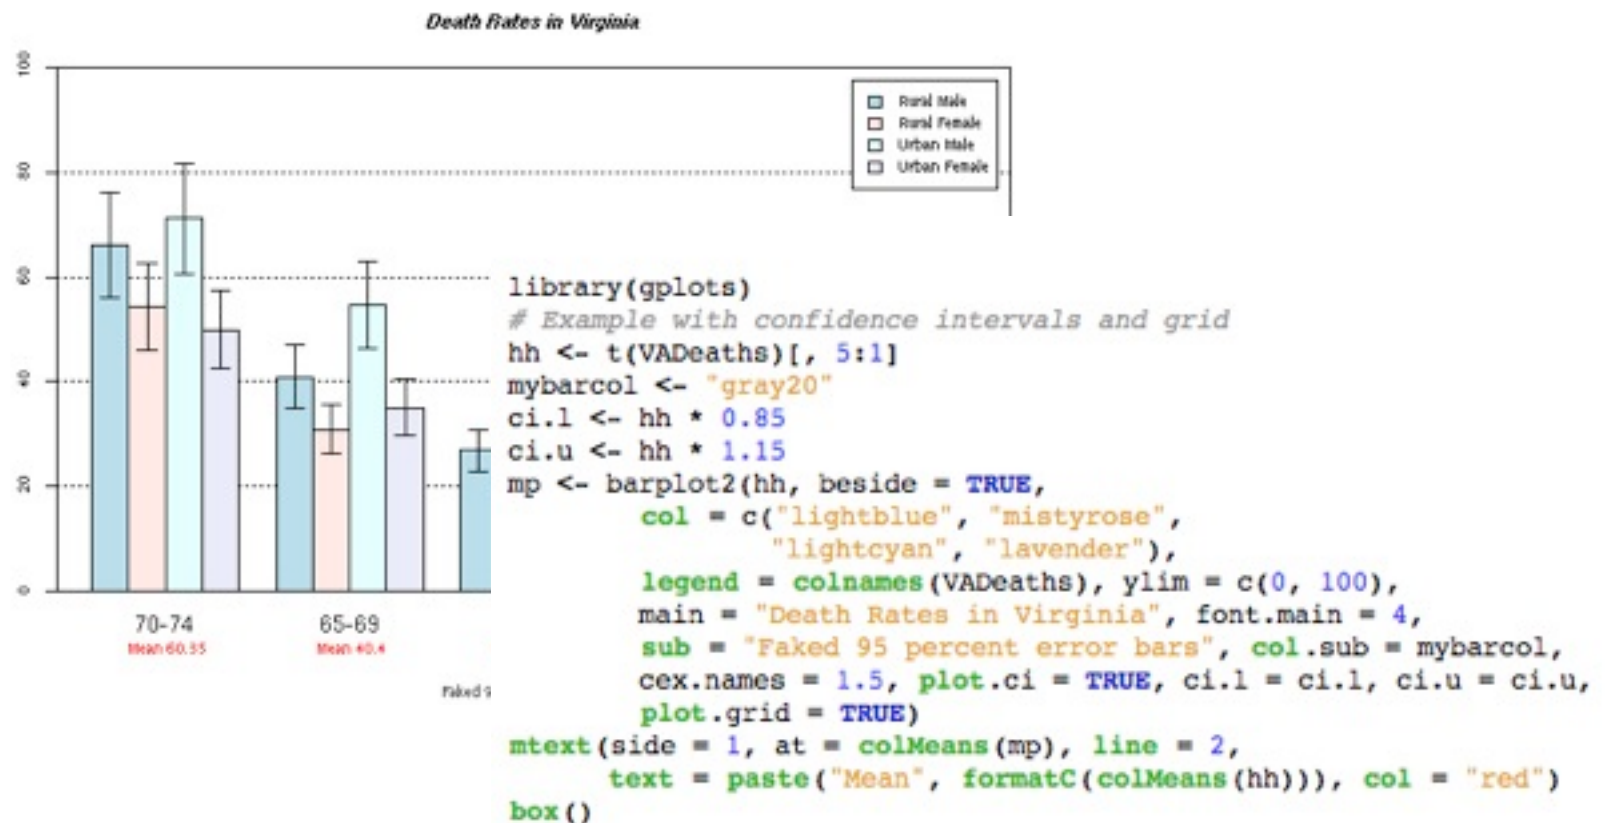 Death Rates in Virginia
100
80
60
40
20
0
Rural Male
Rural Female
Urban Male
Urban Female
70-74
65-69
Mean 60.35
Mean 40.4
Faked 9
library(gplots)
# Example with confidence intervals and grid
hh <- t(VADeaths)[, 5:1]
mybarcol <- "gray20"
ci.l <- hh * 0.85
ci.u <- hh * 1.15
mp <- barplot2(hh, beside = TRUE,
col = c("lightblue", "mistyrose",
"lightcyan", "lavender"),
legend = colnames(VADeaths), ylim = c(0, 100),
main = "Death Rates in Virginia", font.main = 4,
sub = "Faked 95 percent error bars", col.sub = mybarcol,
cex.names = 1.5, plot.ci = TRUE, ci.l = ci.l, ci.u = ci.u,
plot.grid = TRUE)
mtext(side = 1, at = colMeans(mp), line = 2,
text = paste("Mean", formatC(colMeans(hh))), col = "red")
box()